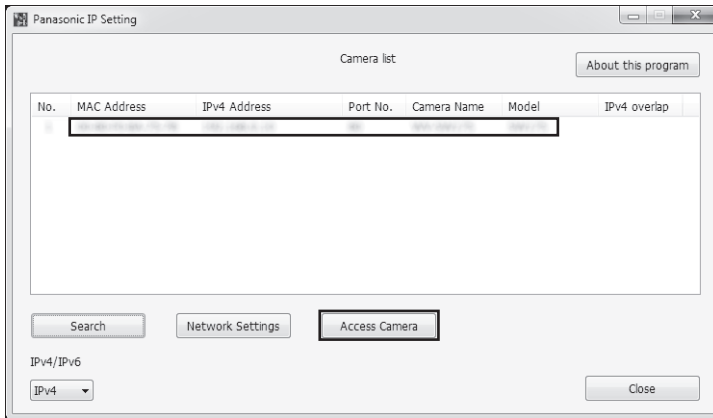 Panasonic IP Setting
Camera list
About this program
No. MAC Address IPv4 Address Port No. Camera Name Model IPv4 overlap
Search Network Settings Access Camera
IPv4/IPv6
IPv4
Close